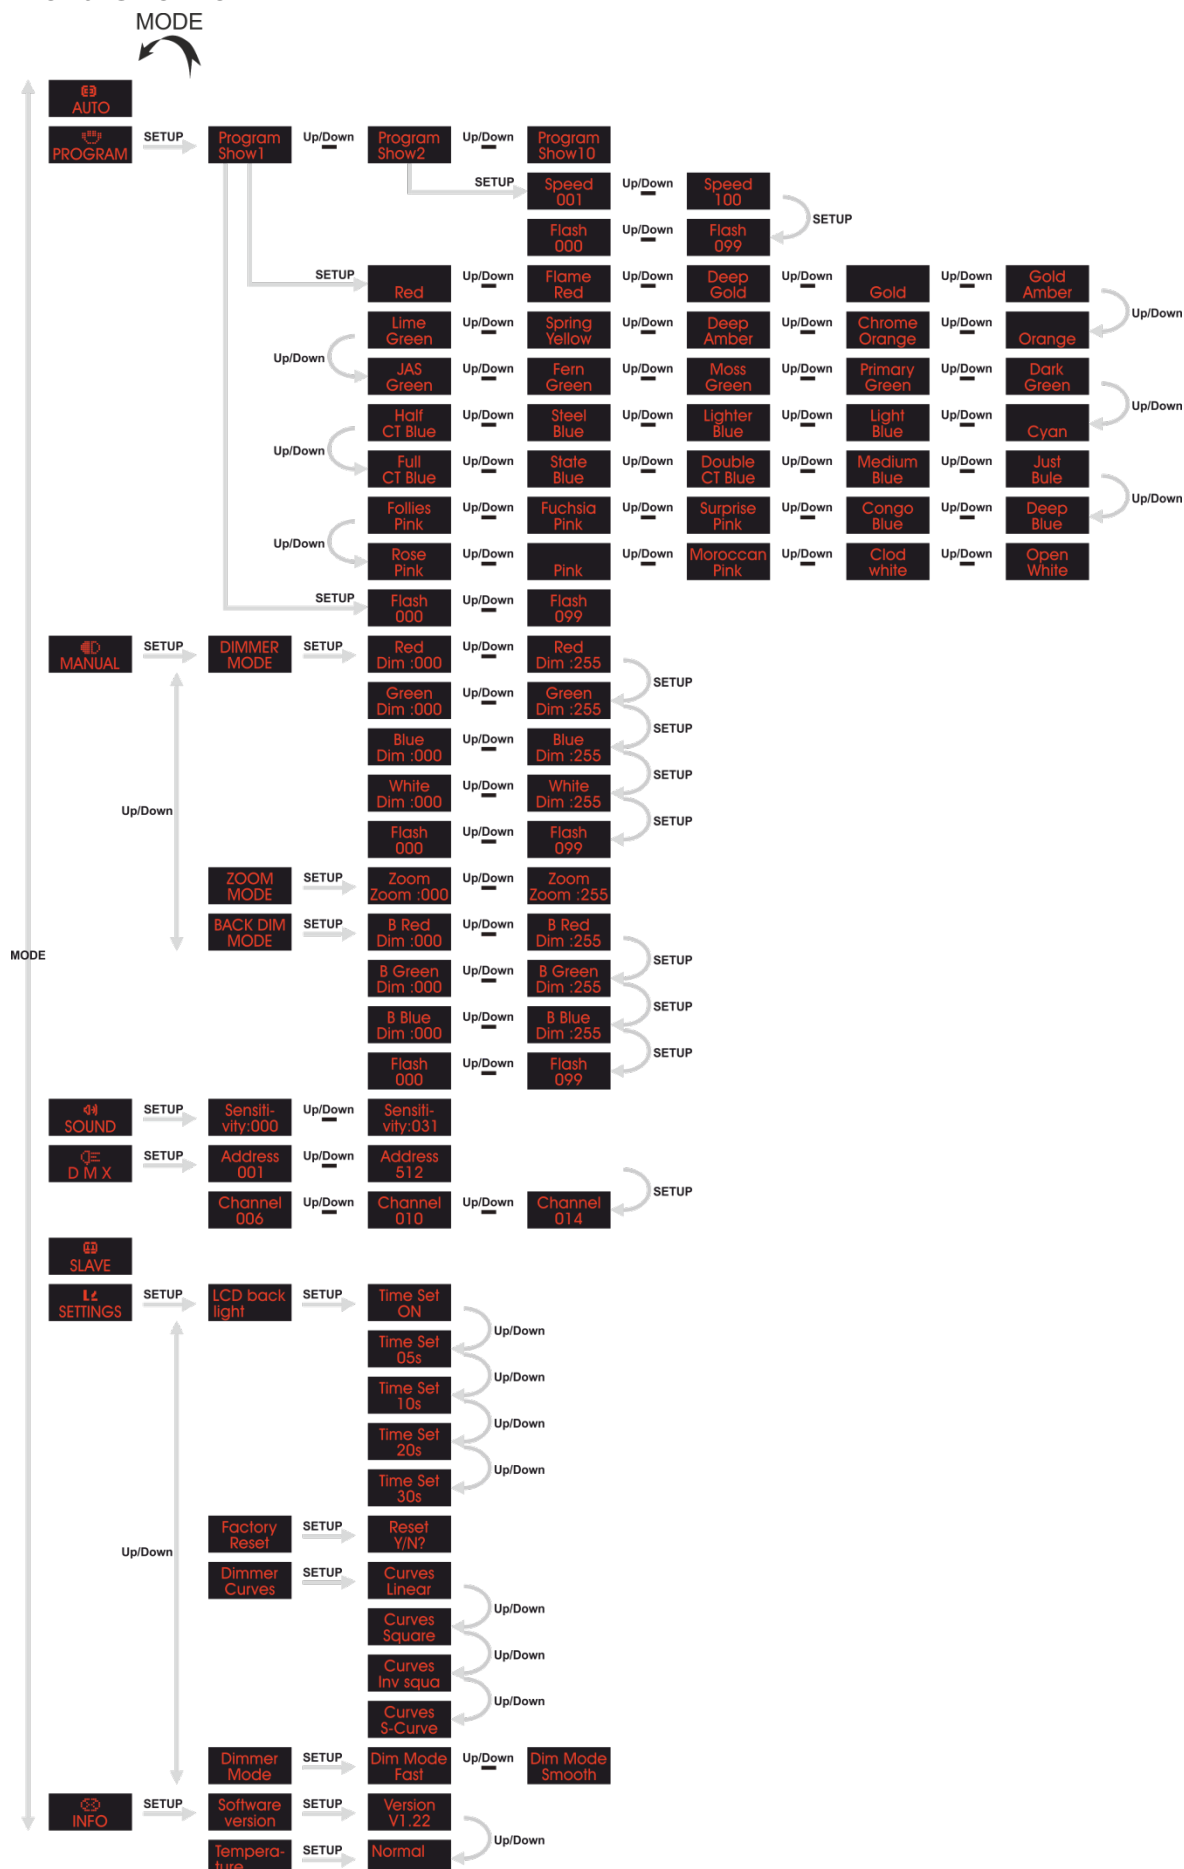 MODE
AUTO
PROGRAM SETUP Program Show1 Up/Down Program Show2 Up/Down Program Show10
SETUP Speed 001 Up/Down Speed 100
SETUP
Flash 000 Up/Down Flash 099
SETUP Red Up/Down Flame Red Up/Down Deep Gold Up/Down Gold Up/Down Gold Amber
Up/Down
Lime Green Up/Down Spring Yellow Up/Down Deep Amber Up/Down Chrome Orange Up/Down Orange
Up/Down
JAS Green Up/Down Fern Green Up/Down Moss Green Up/Down Primary Green Up/Down Dark Green
Up/Down
Half CT Blue Up/Down Steel Blue Up/Down Lighter Blue Up/Down Light Blue Up/Down Cyan
Up/Down
Full CT Blue Up/Down State Blue Up/Down Double CT Blue Up/Down Medium Blue Up/Down Just Bule
Up/Down
Follies Pink Up/Down Fuchsia Pink Up/Down Surprise Pink Up/Down Congo Blue Up/Down Deep Blue
Up/Down
Rose Pink Up/Down Pink Up/Down Moroccan Pink Up/Down Clod white Up/Down Open White
SETUP Flash 000 Up/Down Flash 099
MANUAL SETUP DIMMER MODE SETUP Red Dim :000 Up/Down Red Dim :255
SETUP
Green Dim :000 Up/Down Green Dim :255
SETUP
Blue Dim :000 Up/Down Blue Dim :255
SETUP
White Dim :000 Up/Down White Dim :255
Up/Down
SETUP
Flash 000 Up/Down Flash 099
ZOOM MODE SETUP Zoom Zoom :000 Up/Down Zoom Zoom :255
BACK DIM MODE SETUP B Red Dim :000 Up/Down B Red Dim :255
MODE
SETUP
B Green Dim :000 Up/Down B Green Dim :255
SETUP
B Blue Dim :000 Up/Down B Blue Dim :255
SETUP
Flash 000 Up/Down Flash 099
SOUND SETUP Sensiti-vity:000 Up/Down Sensiti-vity:031
D M X SETUP Address 001 Up/Down Address 512
SETUP
Channel 006 Up/Down Channel 010 Up/Down Channel 014
SLAVE
SETTINGS SETUP LCD back light SETUP Time Set ON
Up/Down
Time Set 05s
Up/Down
Time Set 10s
Up/Down
Time Set 20s
Up/Down
Time Set 30s
Factory Reset SETUP Reset Y/N?
Up/Down
Dimmer Curves SETUP Curves Linear
Up/Down
Curves Square
Up/Down
Curves Inv squa
Up/Down
Curves S-Curve
Dimmer Mode SETUP Dim Mode Fast Up/Down Dim Mode Smooth
INFO SETUP Software version SETUP Version V1.22
Up/Down
Tempera-ture SETUP Normal